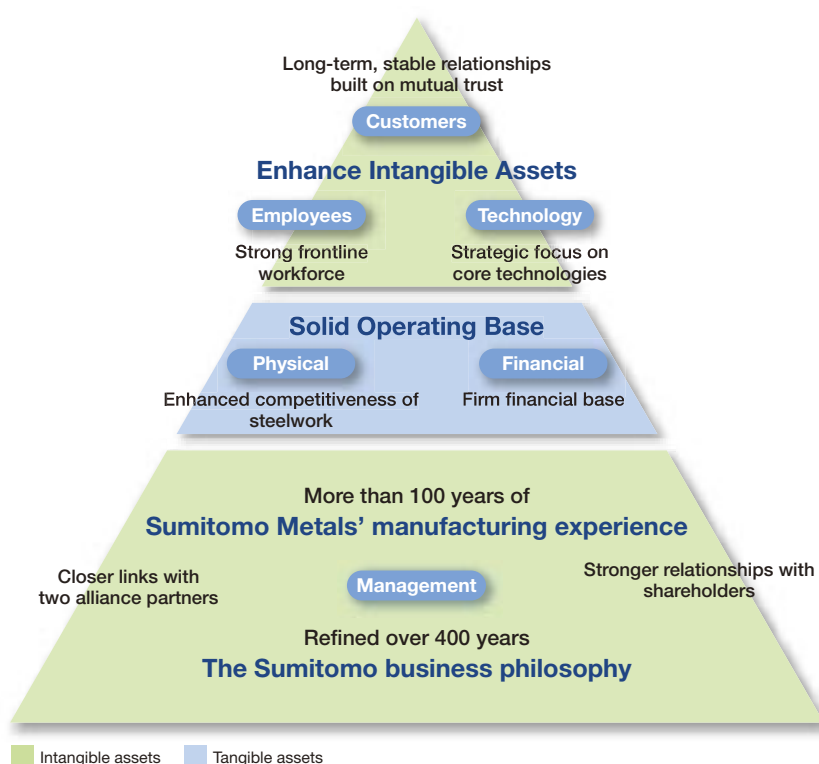 Long-term, stable relationships
built on mutual trust
Customers
Enhance Intangible Assets
Employees
Technology
Strong frontline
workforce
Strategic focus on
core technologies
Solid Operating Base
Physical
Financial
Enhanced competitiveness of
steelwork
Firm financial base
More than 100 years of
Sumitomo Metals’ manufacturing experience
Closer links with
two alliance partners
Management
Stronger relationships with
shareholders
Refined over 400 years
The Sumitomo business philosophy
Intangible assets
Tangible assets